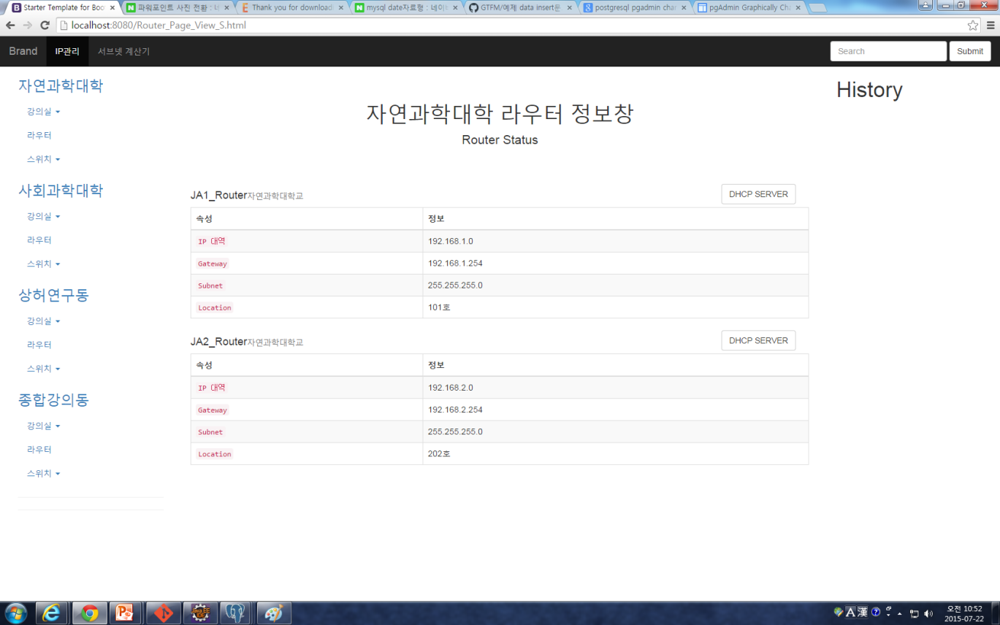 Starter Template for Boo
파워포인트 사진 전환 : 네
Thank you for downloadi
mysql date자료형 : 네이버
GTFM/예제 data insert문
postgresql pgadmin char
pgAdmin Graphically Cha
localhost:8080/Router_Page_View_S.html
Brand IP관리 서브넷 계산기 Search Submit
자연과학대학
강의실
라우터
스위치
사회과학대학
강의실
라우터
스위치
상허연구동
강의실
라우터
스위치
종합강의동
강의실
라우터
스위치
자연과학대학 라우터 정보창
Router Status
JA1_Router자연과학대학교 DHCP SERVER
속성 정보
IP 대역 192.168.1.0
Gateway 192.168.1.254
Subnet 255.255.255.0
Location 101호
JA2_Router자연과학대학교 DHCP SERVER
속성 정보
IP 대역 192.168.2.0
Gateway 192.168.2.254
Subnet 255.255.255.0
Location 202호
History
Java EE
IDE
A漢
오전 10:52
2015-07-22